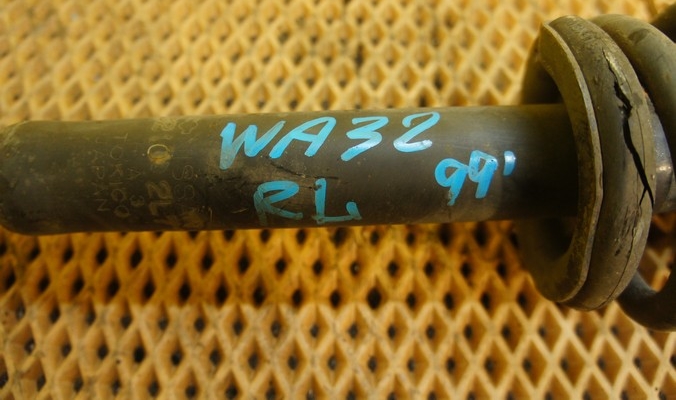 WA32
99'
RL
TOKICO
JAPAN